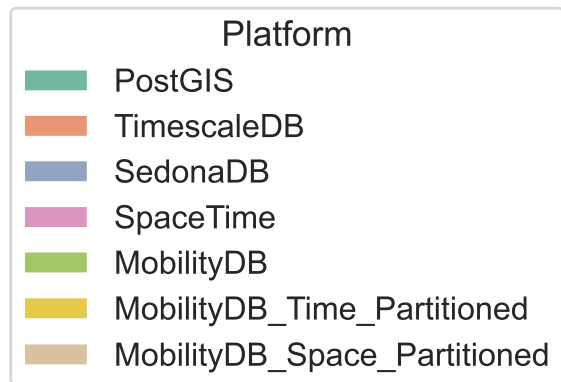 Platform
PostGIS
TimescaleDB
SedonaDB
SpaceTime
MobilityDB
MobilityDB_Time_Partitioned
MobilityDB_Space_Partitioned